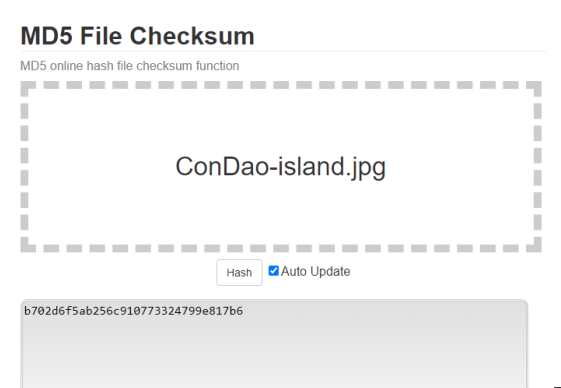 MD5 File Checksum
MD5 online hash file checksum function
ConDao-island.jpg
Hash Auto Update
b702d6f5ab256c910773324799e817b6